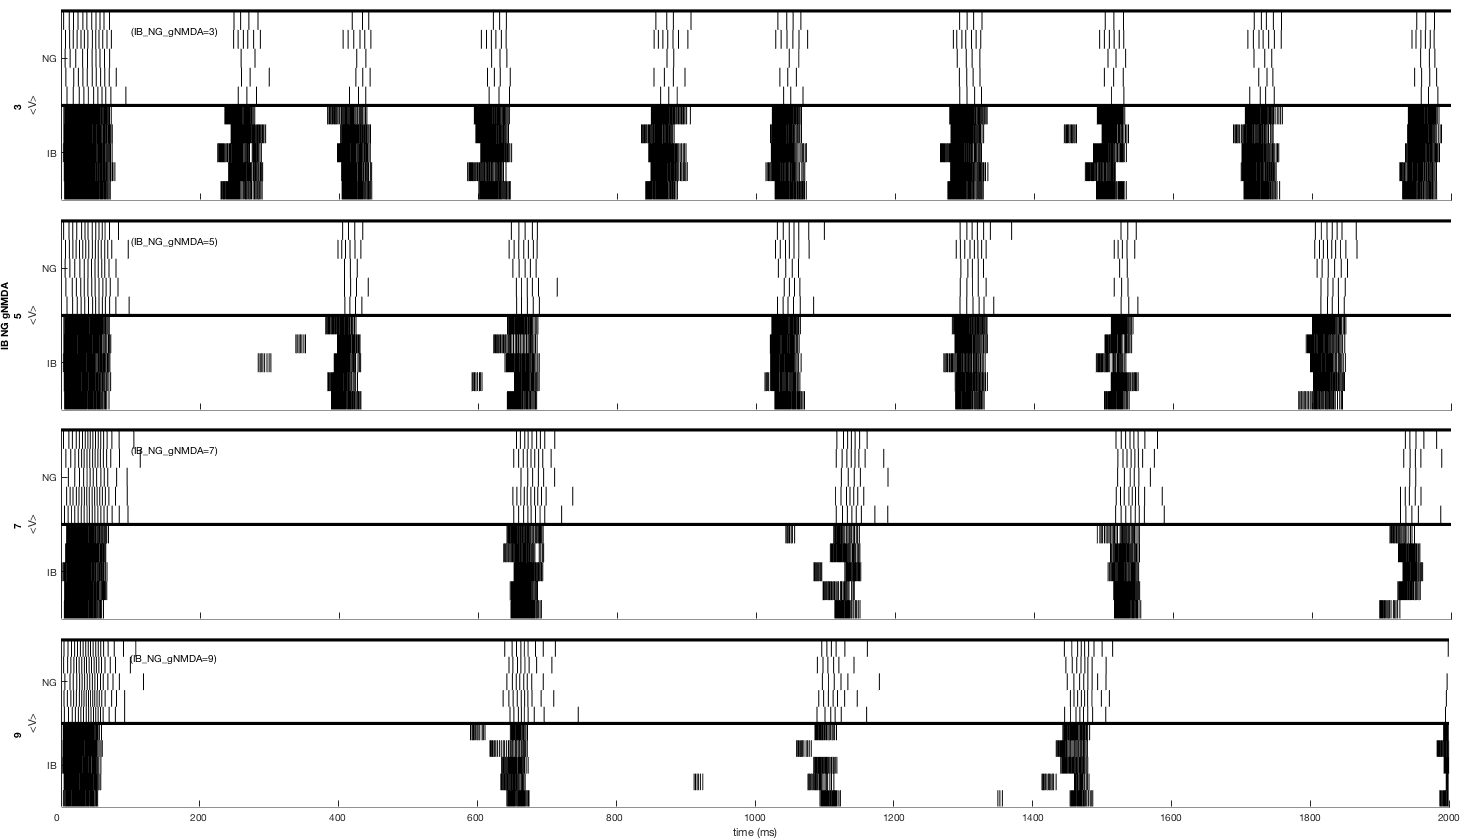 (IB_NG_gNMDA=3)
NG
3
<V>
IB
(IB_NG_gNMDA=5)
NG
IB NG gNMDA
5
<V>
IB
(IB_NG_gNMDA=7)
NG
7
<V>
IB
(IB_NG_gNMDA=9)
NG
9
<V>
IB
0 200 400 600 800 1000 1200 1400 1600 1800 2000
time (ms)